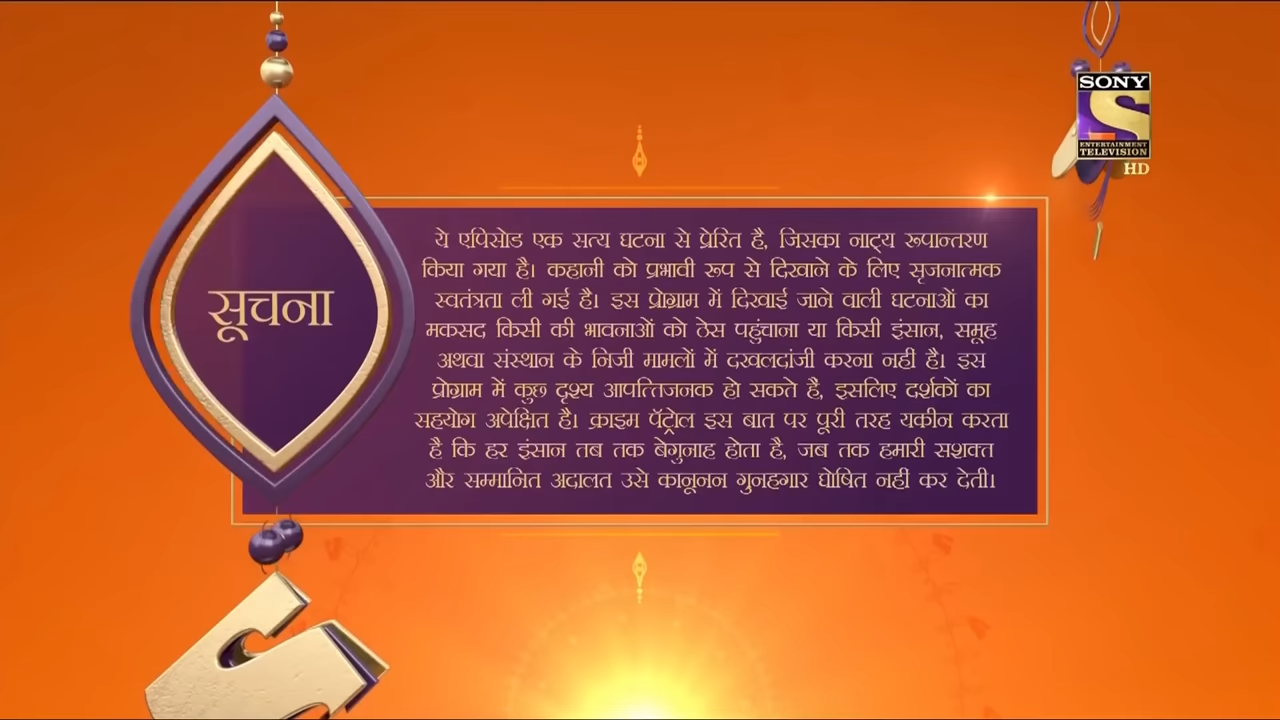 सूचना
ये एपिसोड एक सत्य घटना से प्रेरित है, जिसका नाट्य रूपान्तरण
किया गया है। कहानी को प्रभावी रूप से दिखाने के लिए सृजनात्मक
स्वतंत्रता ली गई है। इस प्रोग्राम में दिखाई जाने वाली घटनाओं का
मकसद किसी की भावनाओं को ठेस पहुंचाना या किसी इंसान, समूह
अथवा संस्थान के निजी मामलों में दखलदांजी करना नहीं है। इस
प्रोग्राम में कुछ दृश्य आपत्तिजनक हो सकते हैं, इसलिए दर्शकों का
सहयोग अपेक्षित है। क्राइम पॅट्रोल इस बात पर पूरी तरह यकीन करता
है कि हर इंसान तब तक बेगुनाह होता है, जब तक हमारी सशक्त
और सम्मानित अदालत उसे कानूनन गुनहगार घोषित नहीं कर देती।
SONY
ENTERTAINMENT
TELEVISION
HD